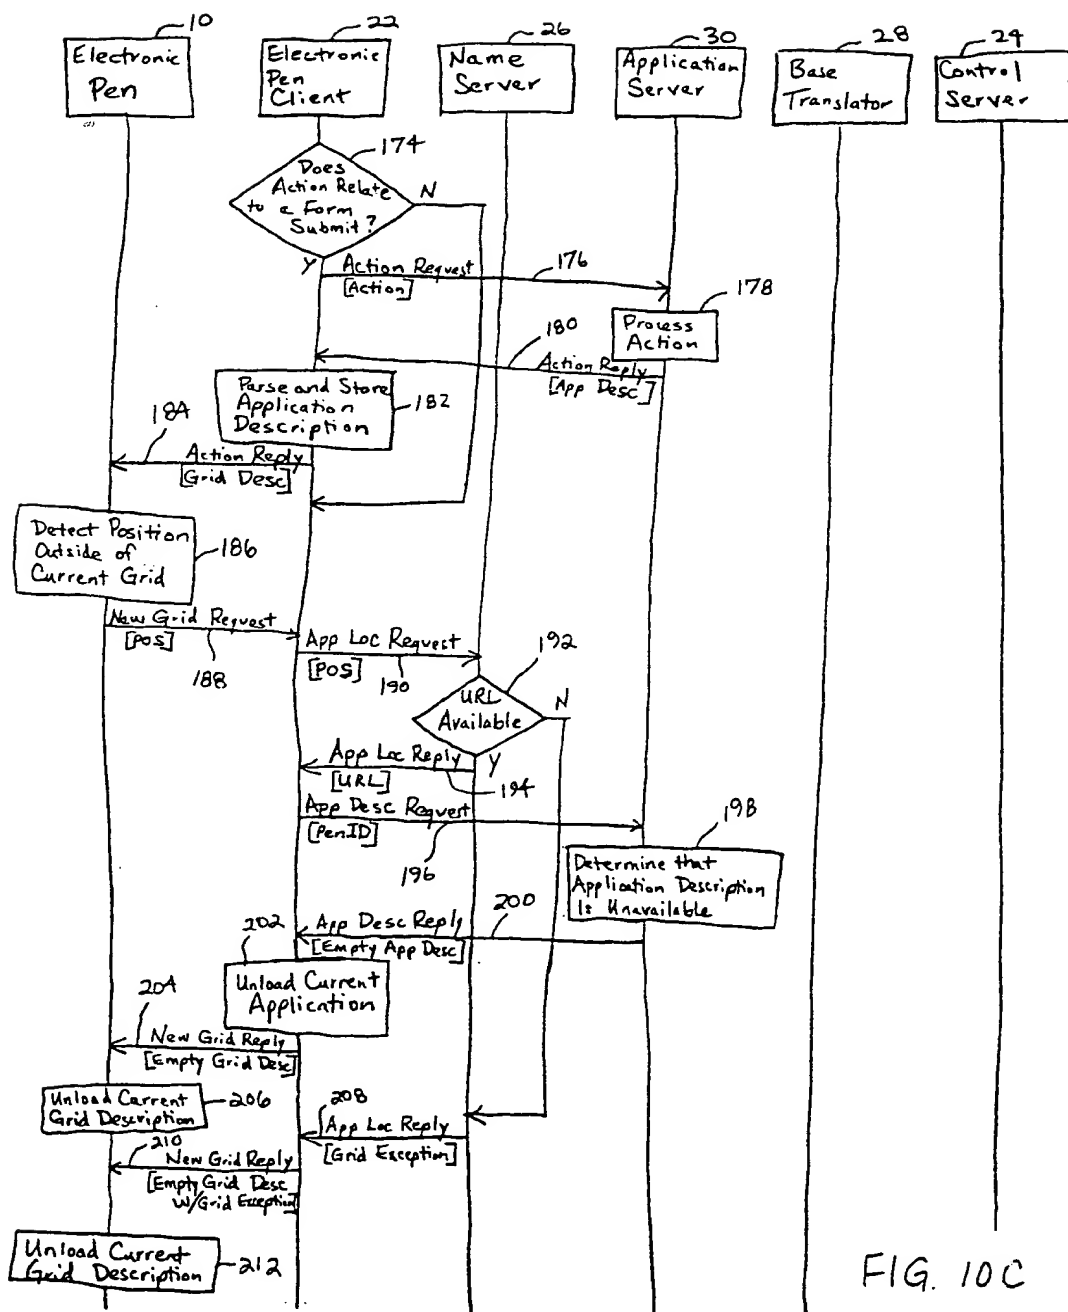 10
22
26
30
28
24
Electronic
Pen
Electronic
Pen
Client
Name
Server
Application
Server
Base
Translator
Control
Server
174
Does
Action Relate
to a Form
Submit?
N
Y
Action Request
[Action]
176
178
Process
Action
180
Action Reply
[App Desc]
Parse and Store
Application
Description
182
184
Action Reply
[Grid Desc]
Detect Position
Outside of
Current Grid
186
New Grid Request
[POS]
188
App Loc Request
[POS]
190
192
URL
Available
N
Y
App Loc Reply
[URL]
194
App Desc Request
[PenID]
196
198
Determine that
Application Description
Is Unavailable
200
App Desc Reply
[Empty App Desc]
202
Unload Current
Application
204
New Grid Reply
[Empty Grid Desc]
Unload Current
Grid Description
206
208
App Loc Reply
[Grid Exception]
210
New Grid Reply
[Empty Grid Desc
W/Grid Exception]
Unload Current
Grid Description
212
FIG. 10C